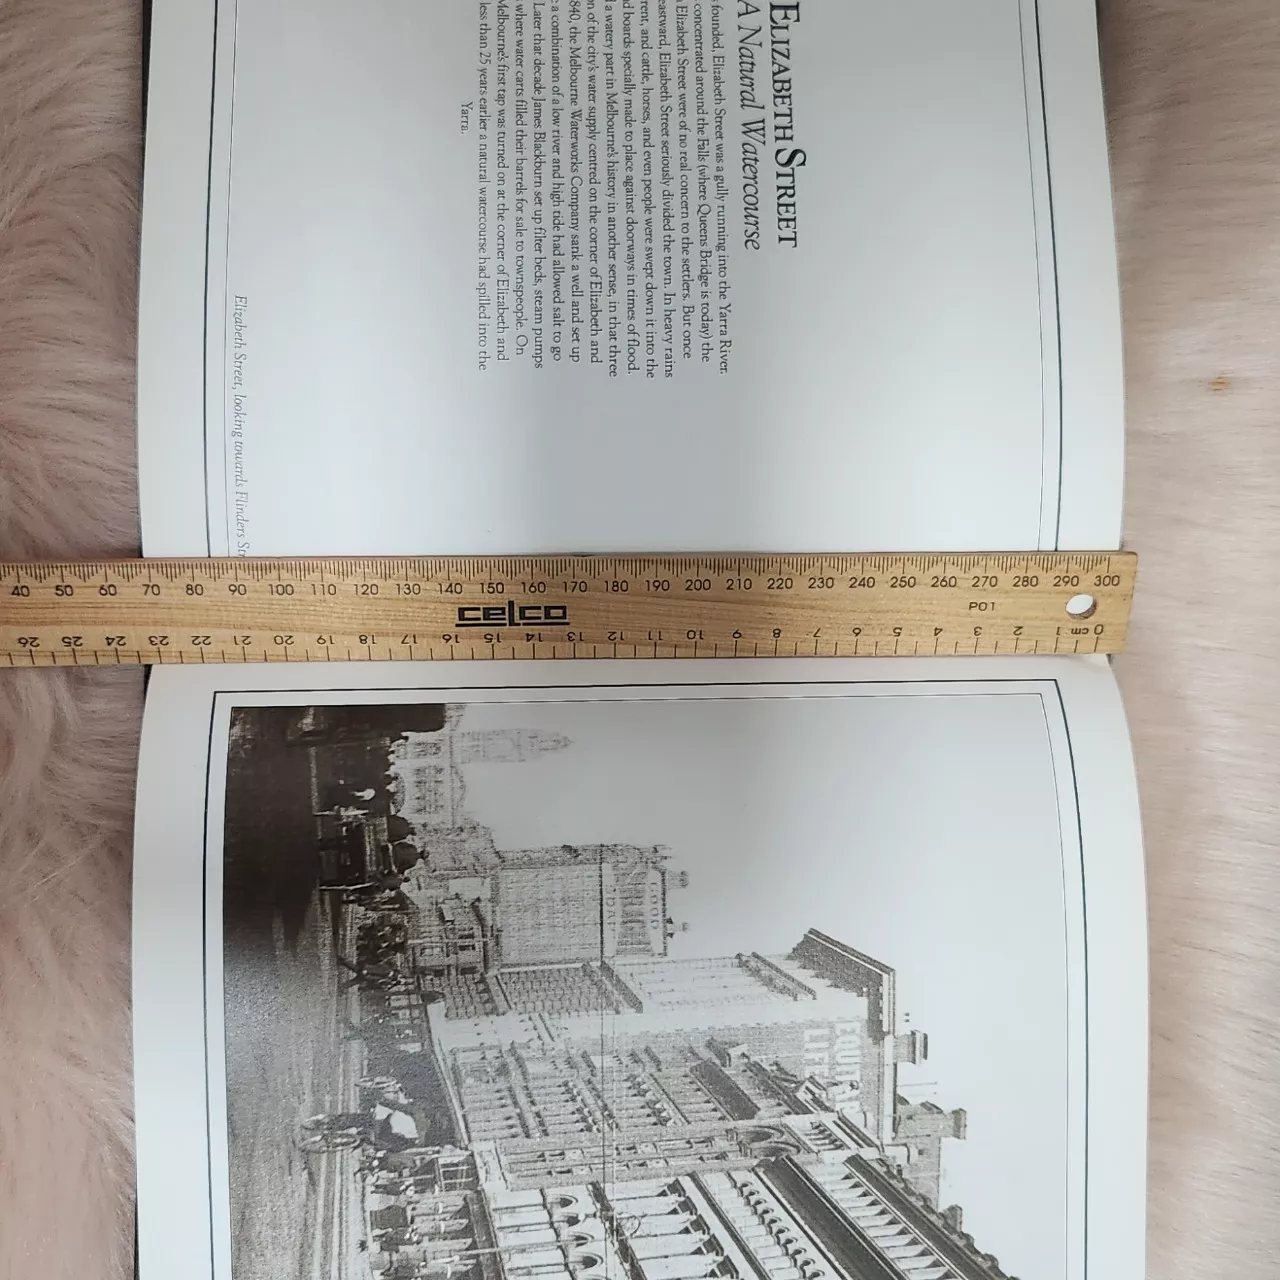 ELIZABETH STREET
A Natural Watercourse
founded, Elizabeth Street was a gully running into the Yarra River.
concentrated around the Falls (where Queens Bridge is today) the
Elizabeth Street were of no real concern to the settlers. But once
eastward, Elizabeth Street seriously divided the town. In heavy rains
rent, and cattle, horses, and even people were swept down it into the
d boards specially made to place against doorways in times of flood.
a watery part in Melbourne's history in another sense, in that three
n of the city's water supply centred on the corner of Elizabeth and
840, the Melbourne Waterworks Company sank a well and set up
a combination of a low river and high tide had allowed salt to go
Later that decade James Blackburn set up filter beds, steam pumps
where water carts filled their barrels for sale to townspeople. On
Melbourne's first tap was turned on at the corner of Elizabeth and
less than 25 years earlier a natural watercourse had spilled into the
Yarra.
Elizabeth Street, looking towards Flinders Str
40 50 60 70 80 90 100 110 120 130 140 150 160 170 180 190 200 210 220 230 240 250 260 270 280 290 300
celco
P01
0 cm 1 2 3 4 5 6 7 8 9 10 11 12 13 14 15 16 17 18 19 20 21 22 23 24 25 26
LIFE